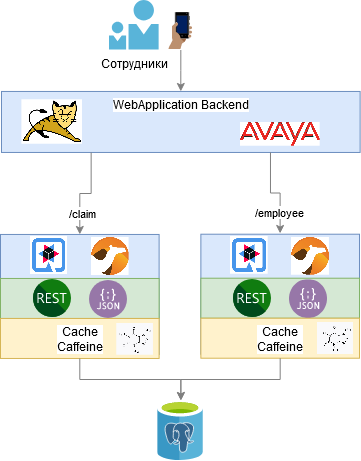 Сотрудники
WebApplication Backend
AVAYA
/claim
/employee
REST
{:}
JSON
REST
{:}
JSON
Cache
Caffeine
Cache
Caffeine